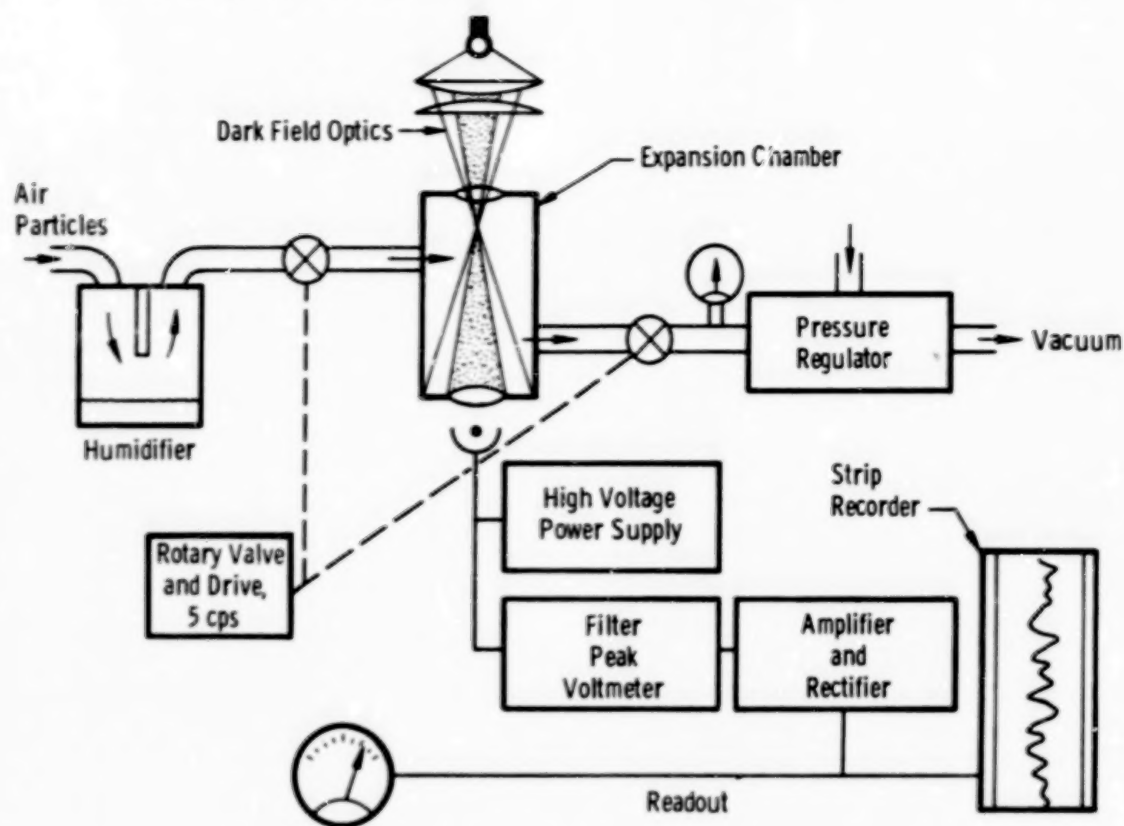 Dark Field Optics
Expansion Chamber
Air
Particles
Pressure
Regulator
Vacuum
Humidifier
High Voltage
Power Supply
Strip
Recorder
Rotary Valve
and Drive,
5 cps
Filter
Peak
Voltmeter
Amplifier
and
Rectifier
Readout